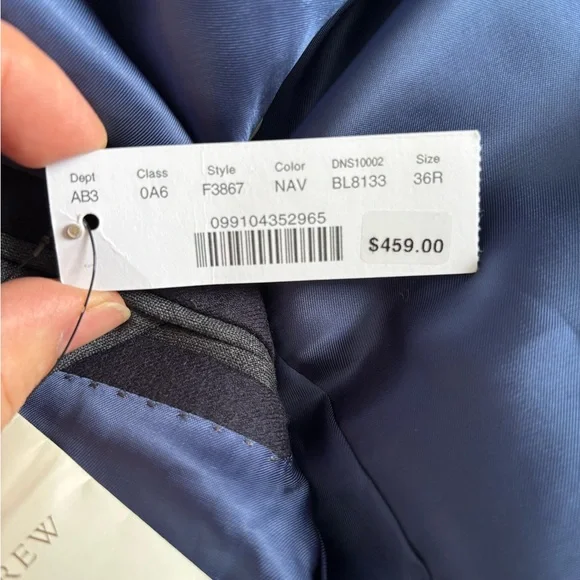 Dept Class Style Color DNS10002 Size
AB3 0A6 F3867 NAV BL8133 36R
099104352965
$459.00
REW